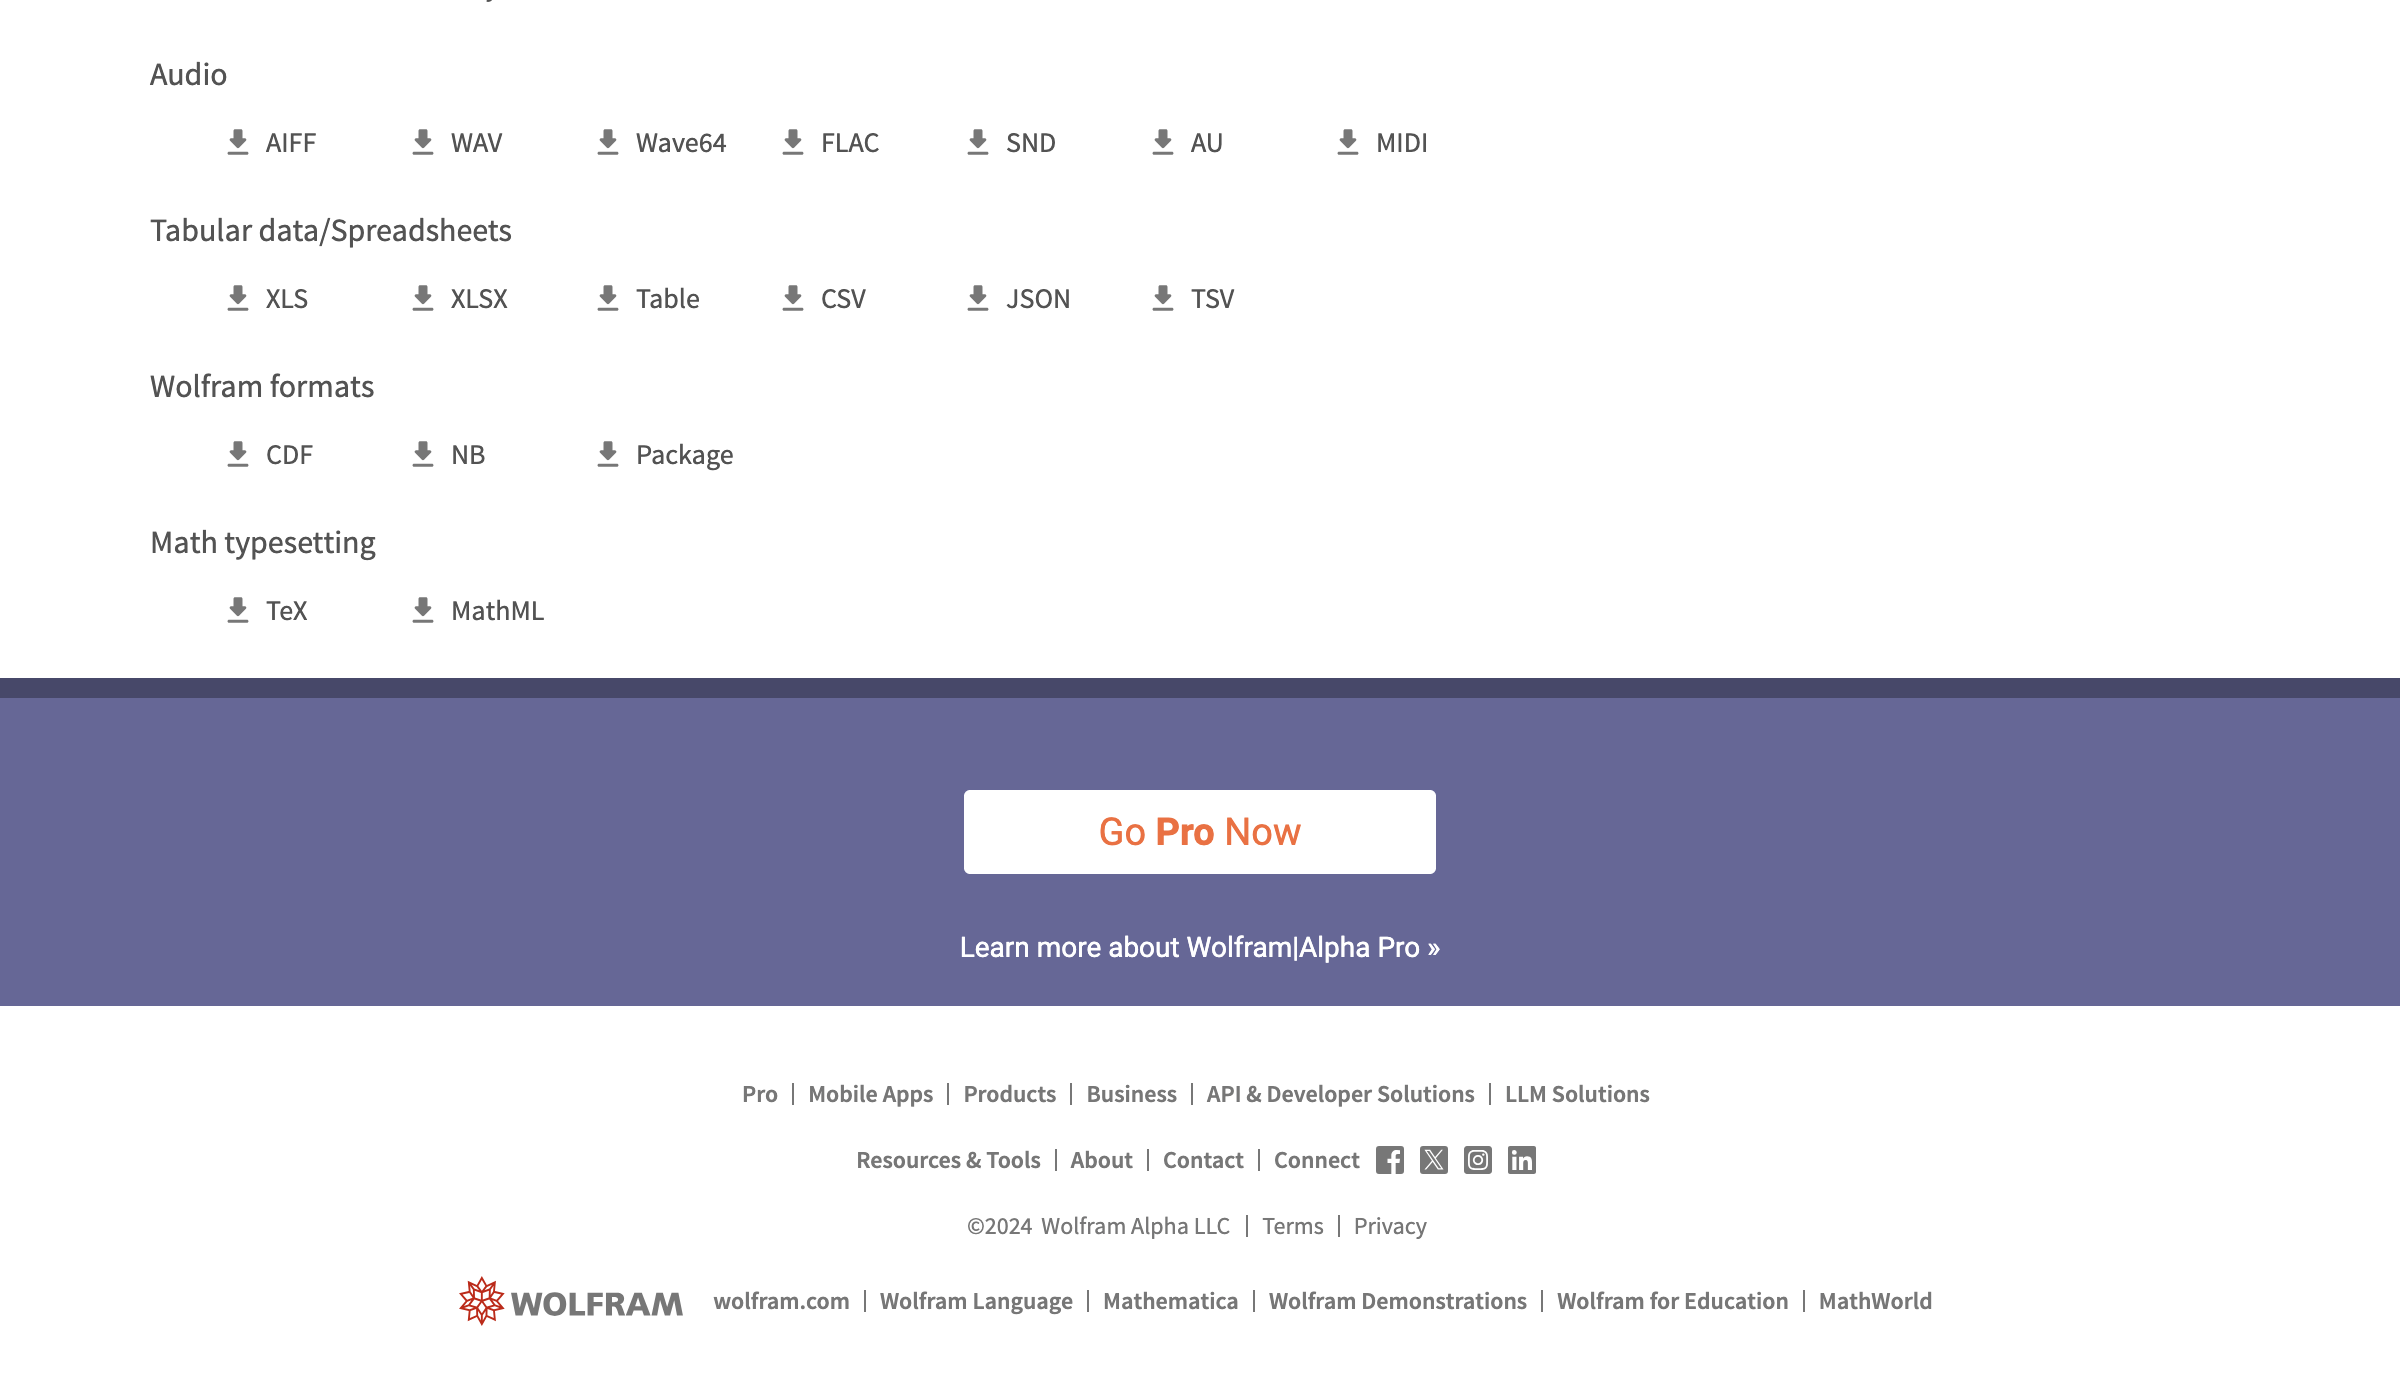 Audio
AIFF WAV Wave64 FLAC SND AU MIDI
Tabular data/Spreadsheets
XLS XLSX Table CSV JSON TSV
Wolfram formats
CDF NB Package
Math typesetting
TeX MathML
Go Pro Now
Learn more about Wolfram|Alpha Pro »
Pro | Mobile Apps | Products | Business | API & Developer Solutions | LLM Solutions
Resources & Tools | About | Contact | Connect
©2024 Wolfram Alpha LLC | Terms | Privacy
WOLFRAM wolfram.com | Wolfram Language | Mathematica | Wolfram Demonstrations | Wolfram for Education | MathWorld